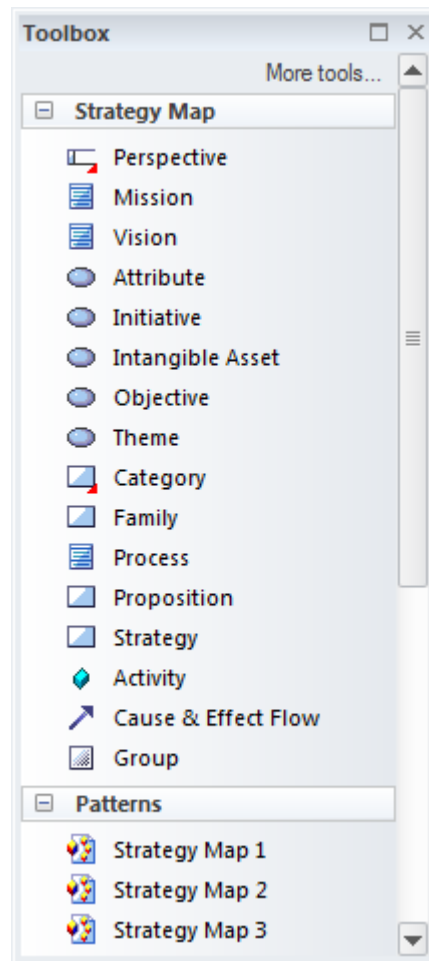 Toolbox
More tools...
Strategy Map
Perspective
Mission
Vision
Attribute
Initiative
Intangible Asset
Objective
Theme
Category
Family
Process
Proposition
Strategy
Activity
Cause & Effect Flow
Group
Patterns
Strategy Map 1
Strategy Map 2
Strategy Map 3